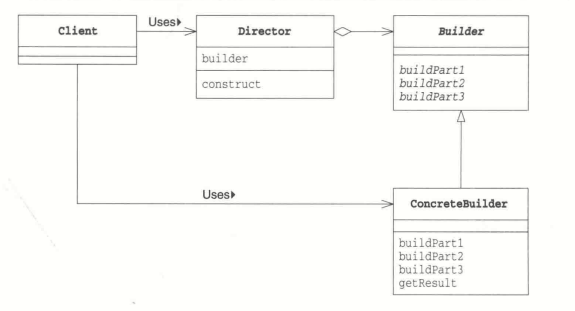 Client
Uses▶
Director
builder
construct
Builder
buildPart1
buildPart2
buildPart3
Uses▶
ConcreteBuilder
buildPart1
buildPart2
buildPart3
getResult